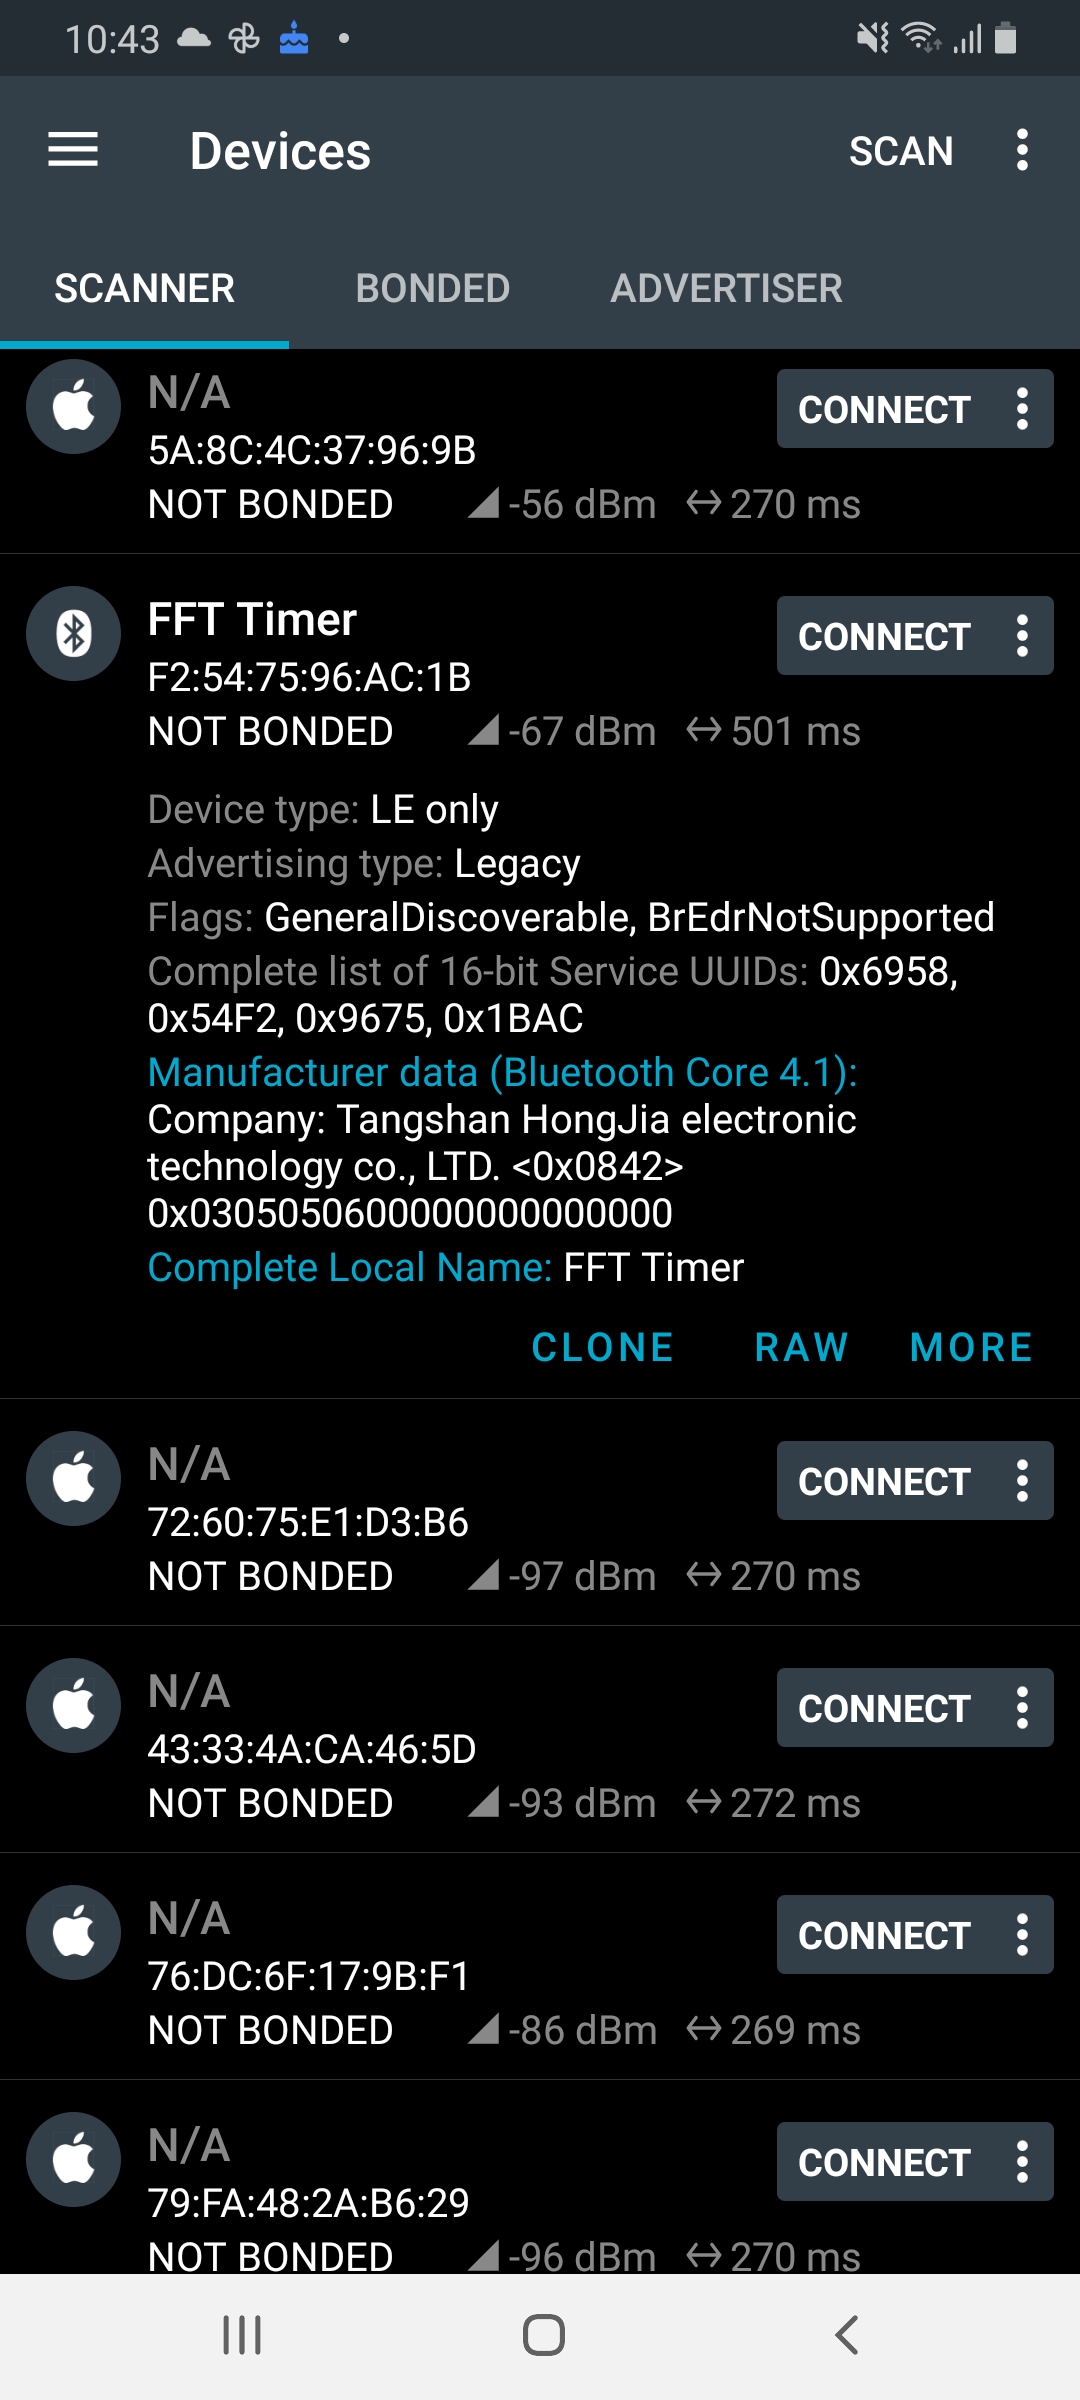 10:43
Devices
SCAN
SCANNER
BONDED
ADVERTISER
N/A
CONNECT
5A:8C:4C:37:96:9B
NOT BONDED -56 dBm 270 ms
FFT Timer
CONNECT
F2:54:75:96:AC:1B
NOT BONDED -67 dBm 501 ms
Device type: LE only
Advertising type: Legacy
Flags: GeneralDiscoverable, BrEdrNotSupported
Complete list of 16-bit Service UUIDs: 0x6958,
0x54F2, 0x9675, 0x1BAC
Manufacturer data (Bluetooth Core 4.1):
Company: Tangshan HongJia electronic
technology co., LTD. <0x0842>
0x0305050600000000000000
Complete Local Name: FFT Timer
CLONE RAW MORE
N/A
CONNECT
72:60:75:E1:D3:B6
NOT BONDED -97 dBm 270 ms
N/A
CONNECT
43:33:4A:CA:46:5D
NOT BONDED -93 dBm 272 ms
N/A
CONNECT
76:DC:6F:17:9B:F1
NOT BONDED -86 dBm 269 ms
N/A
CONNECT
79:FA:48:2A:B6:29
NOT BONDED -96 dBm 270 ms